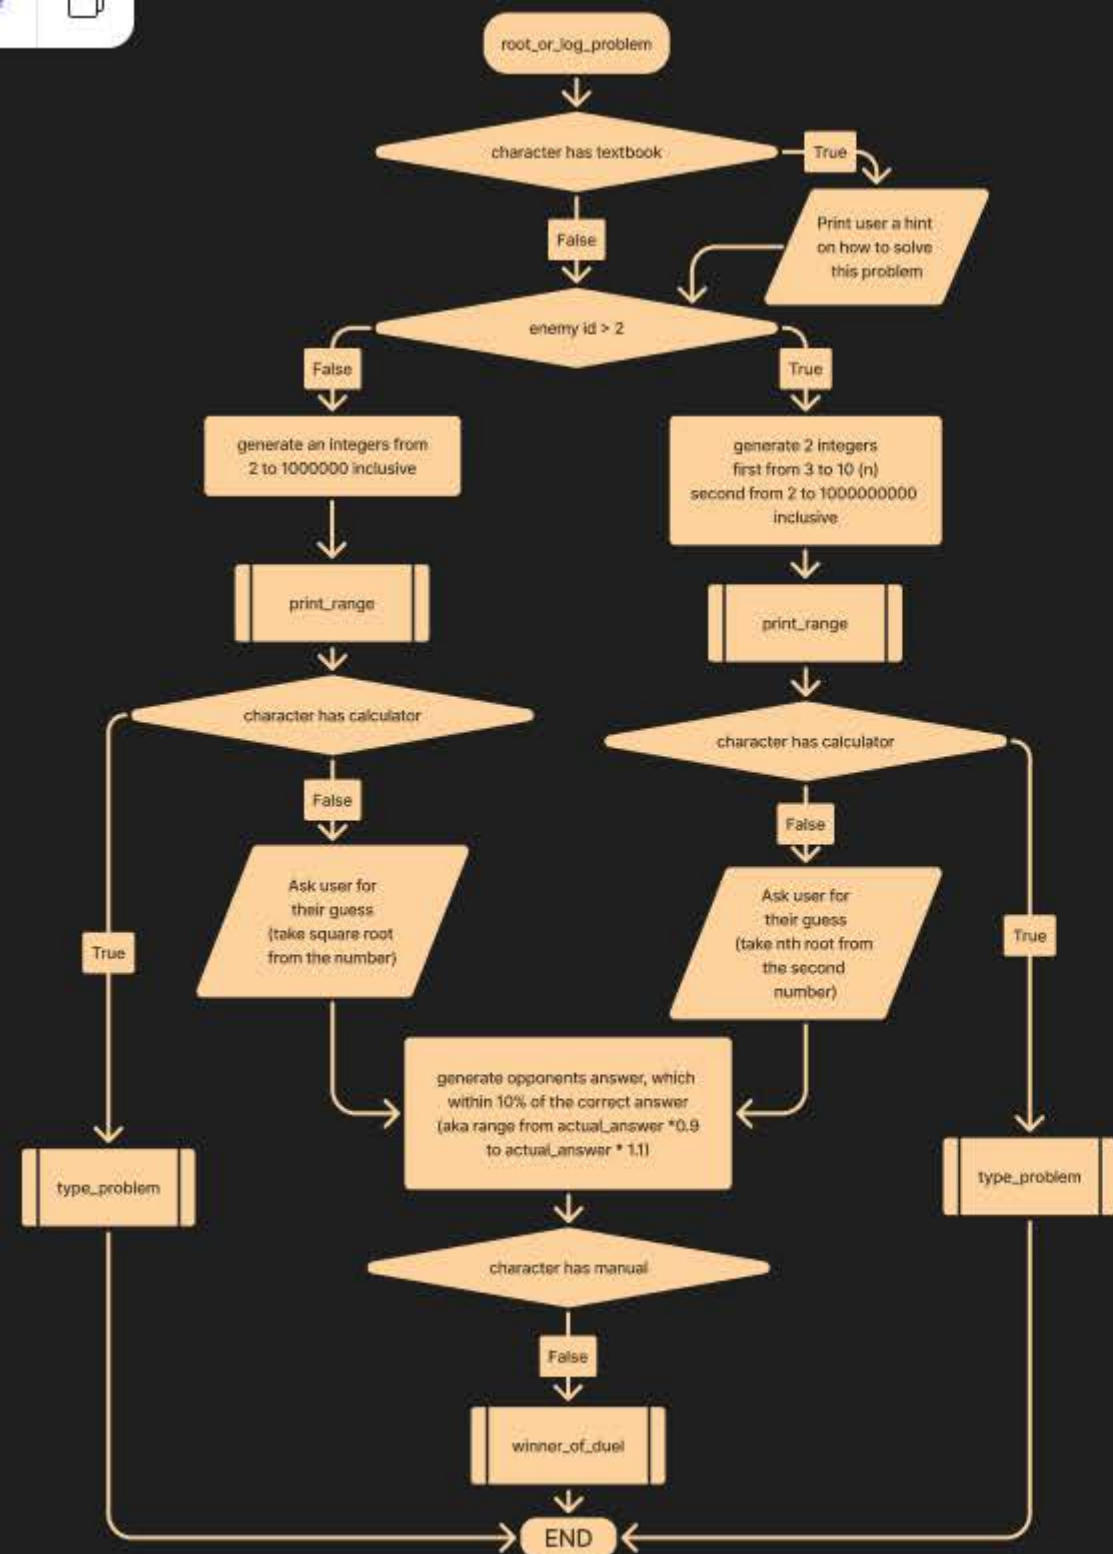 root_or_log_problem
character has textbook
True
Print user a hint
on how to solve
this problem
False
enemy id > 2
False
True
generate an integers from
2 to 1000000 inclusive
generate 2 integers
first from 3 to 10 (n)
second from 2 to 1000000000
inclusive
print_range
print_range
character has calculator
character has calculator
False
False
Ask user for
their guess
(take square root
from the number)
Ask user for
their guess
(take nth root from
the second
number)
True
True
generate opponents answer, which
within 10% of the correct answer
(aka range from actual_answer *0.9
to actual_answer * 1.1)
type_problem
type_problem
character has manual
False
winner_of_duel
END